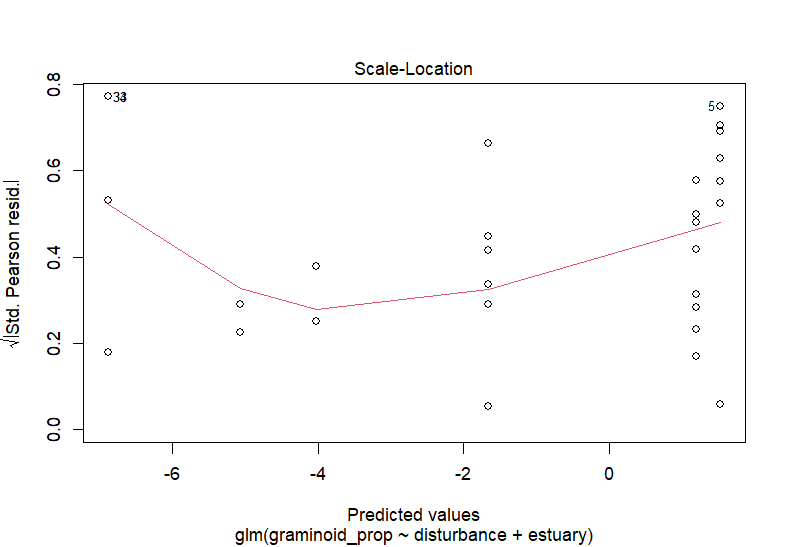 Scale-Location
√|Std. Pearson resid.|
0.8
0.6
0.4
0.2
0.0
5
-6
-4
-2
0
Predicted values
glm(graminoid_prop ~ disturbance + estuary)